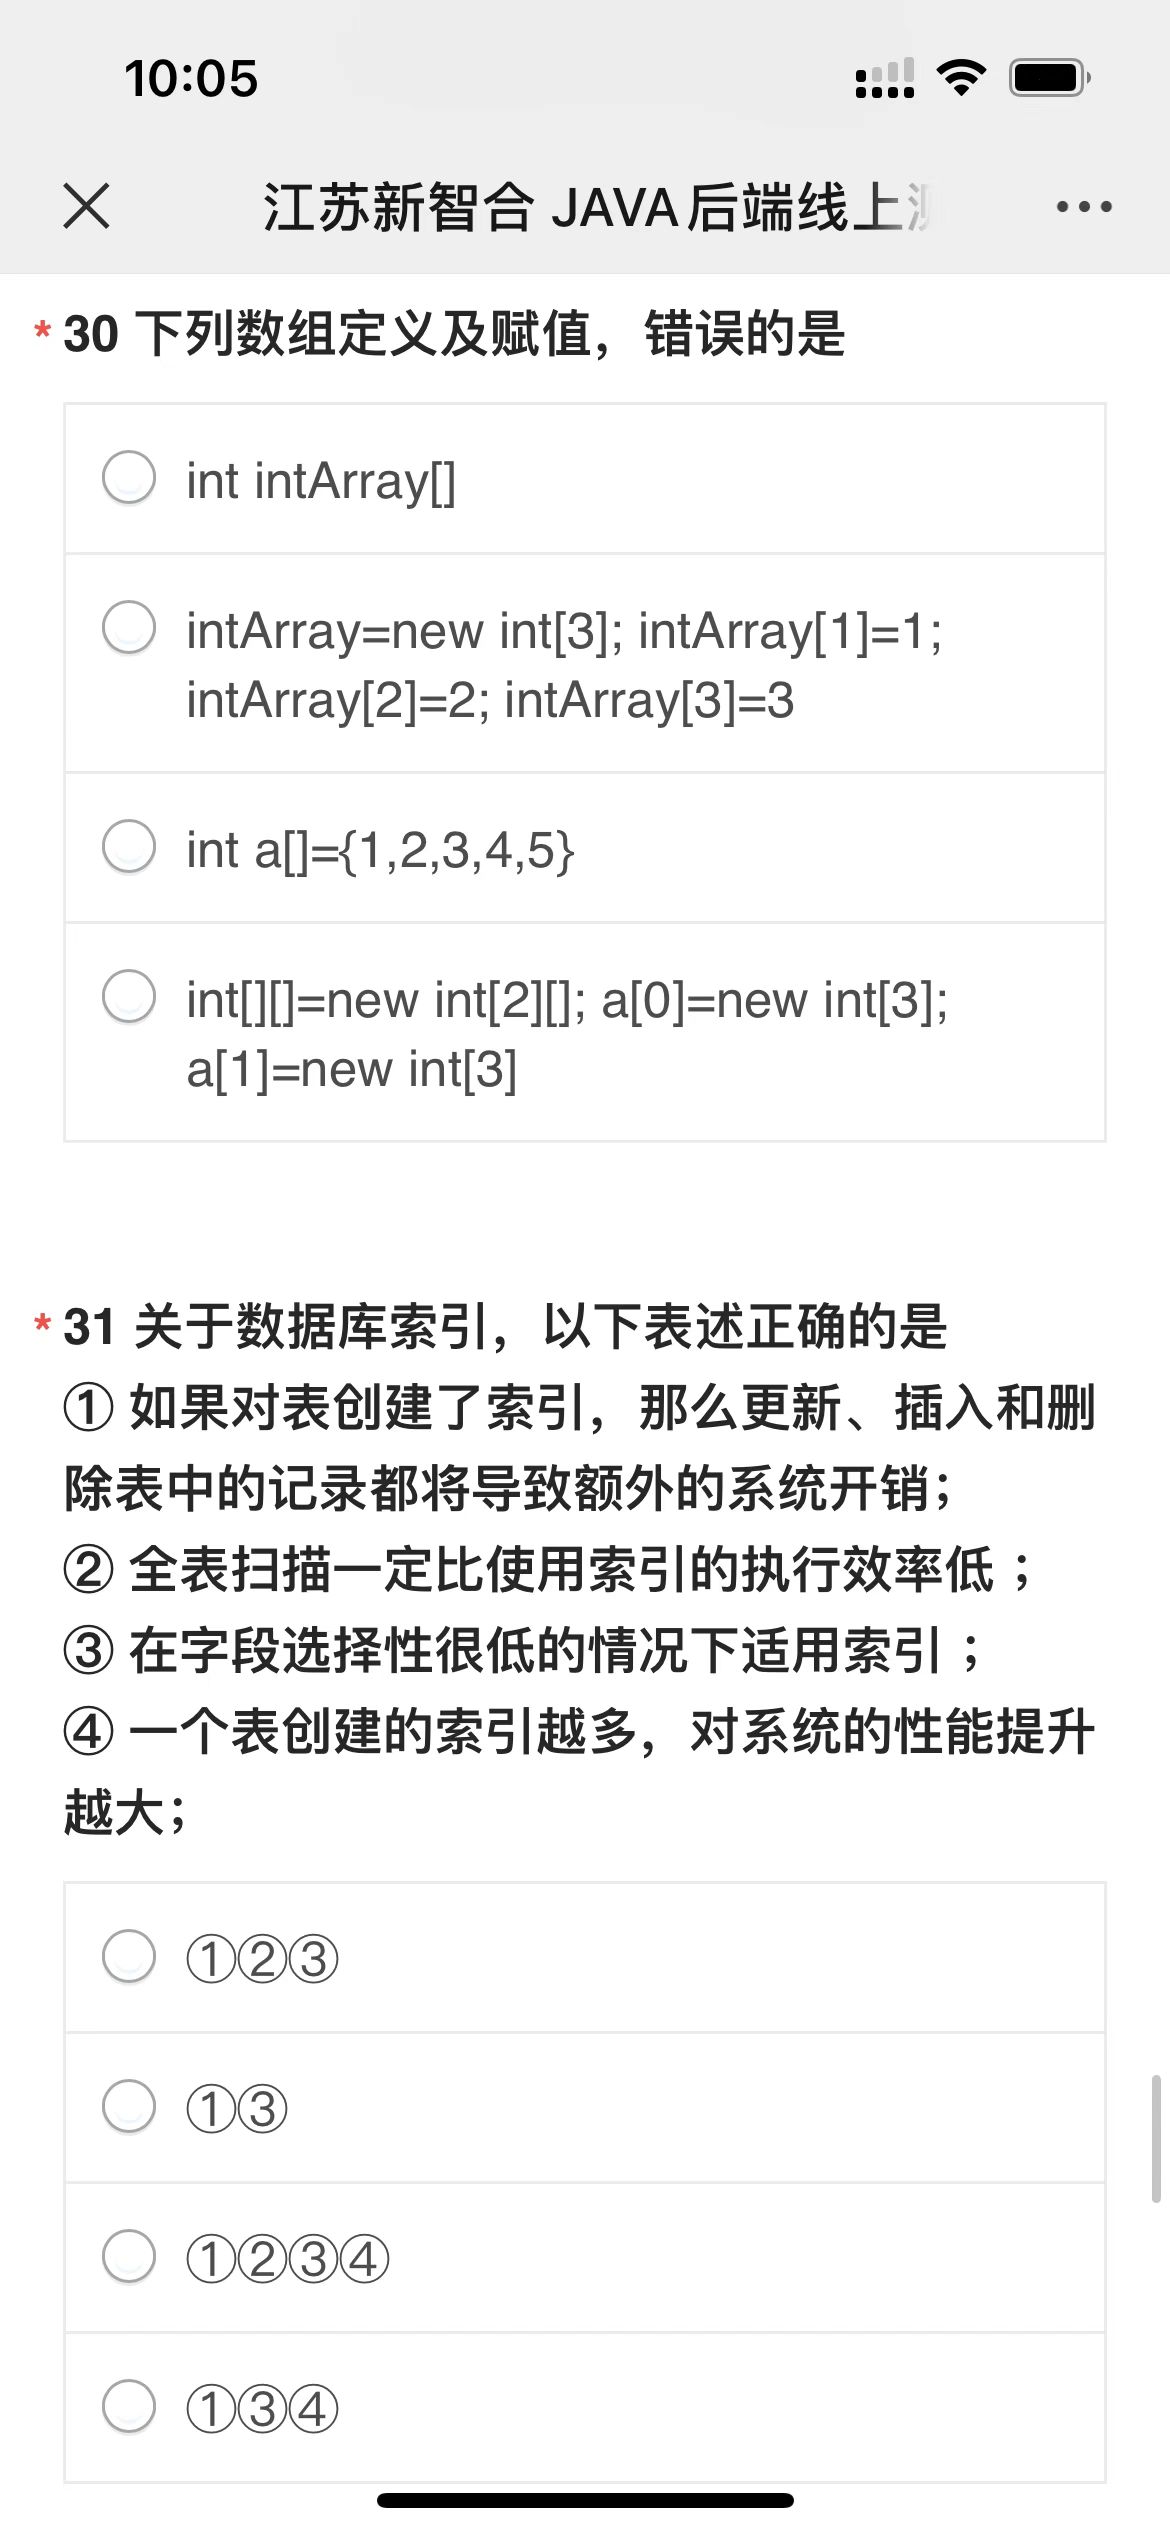 10:05
江苏新智合 JAVA后端线上
* 30 下列数组定义及赋值，错误的是
int intArray[]
intArray=new int[3]; intArray[1]=1;
intArray[2]=2; intArray[3]=3
int a[]={1,2,3,4,5}
int[][]=new int[2][]; a[0]=new int[3];
a[1]=new int[3]
* 31 关于数据库索引，以下表述正确的是
① 如果对表创建了索引，那么更新、插入和删
除表中的记录都将导致额外的系统开销；
② 全表扫描一定比使用索引的执行效率低 ；
③ 在字段选择性很低的情况下适用索引 ；
④ 一个表创建的索引越多，对系统的性能提升
越大；
①②③
①③
①②③④
①③④